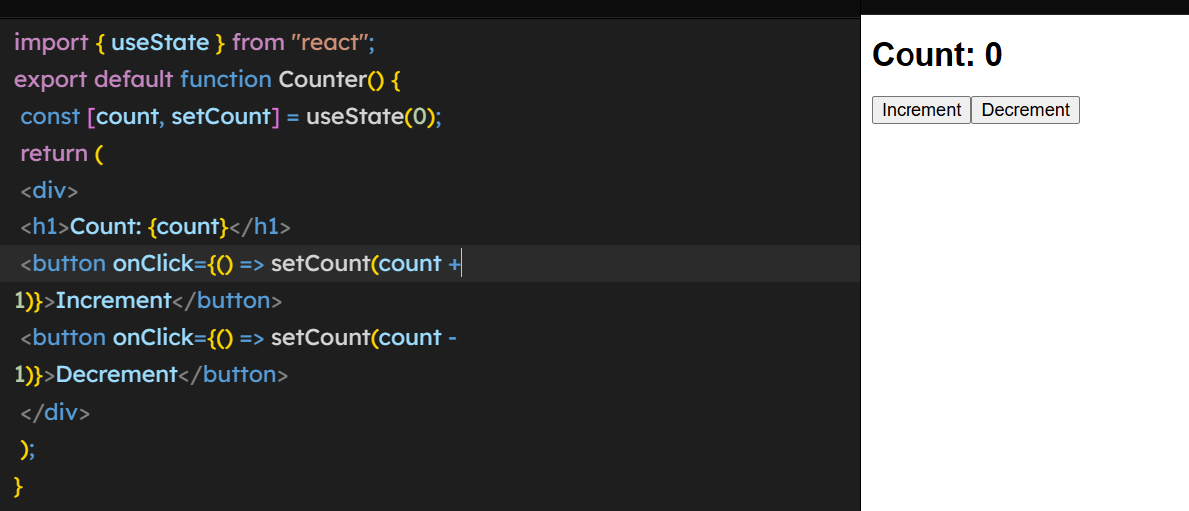 import { useState } from "react";
export default function Counter() {
const [count, setCount] = useState(0);
return (
<div>
<h1>Count: {count}</h1>
<button onClick={() => setCount(count +
1)}>Increment</button>
<button onClick={() => setCount(count -
1)}>Decrement</button>
</div>
);
}
Count: 0
Increment Decrement